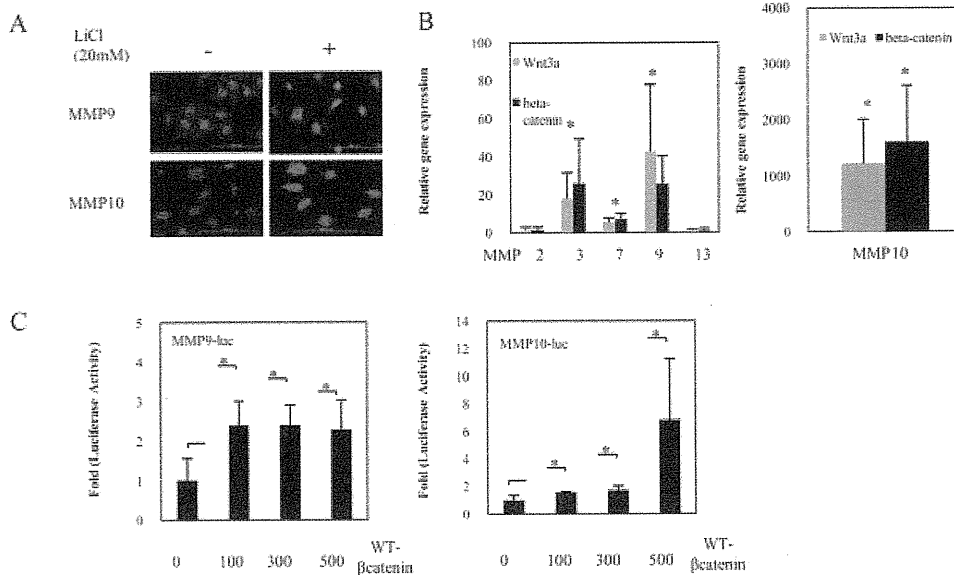 A
LiCl
(20mM)
-
+
MMP9
MMP10
B
Relative gene expression
100
80
60
40
20
0
Wnt3a
beta-
catenin
*
*
*
MMP 2 3 7 9 13
Relative gene expression
4000
3000
2000
1000
0
Wnt3a beta-catenin
*
*
MMP10
C
Fold (Luciferase Activity)
5
4
3
2
1
0
MMP9-luc
*
*
*
0 100 300 500 WT-
βcatenin
Fold (Luciferase Activity)
14
12
10
8
6
4
2
0
MMP10-luc
*
*
*
0 100 300 500 WT-
βcatenin